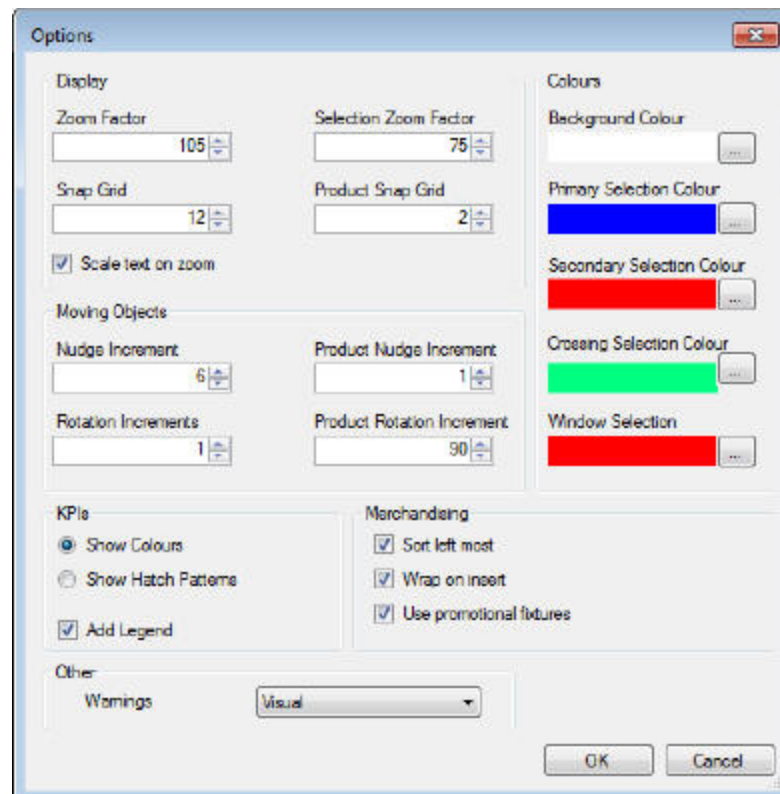 Options
Display
Zoom Factor
Selection Zoom Factor
105
75
Snap Grid
Product Snap Grid
12
2
Scale text on zoom
Moving Objects
Nudge Increment
Product Nudge Increment
6
1
Rotation Increments
Product Rotation Increment
1
90
Colours
Background Colour
...
Primary Selection Colour
...
Secondary Selection Colour
...
Crossing Selection Colour
...
Window Selection
...
KPIs
Show Colours
Show Hatch Patterns
Add Legend
Merchandising
Sort left most
Wrap on insert
Use promotional fixtures
Other
Warnings
Visual
OK
Cancel